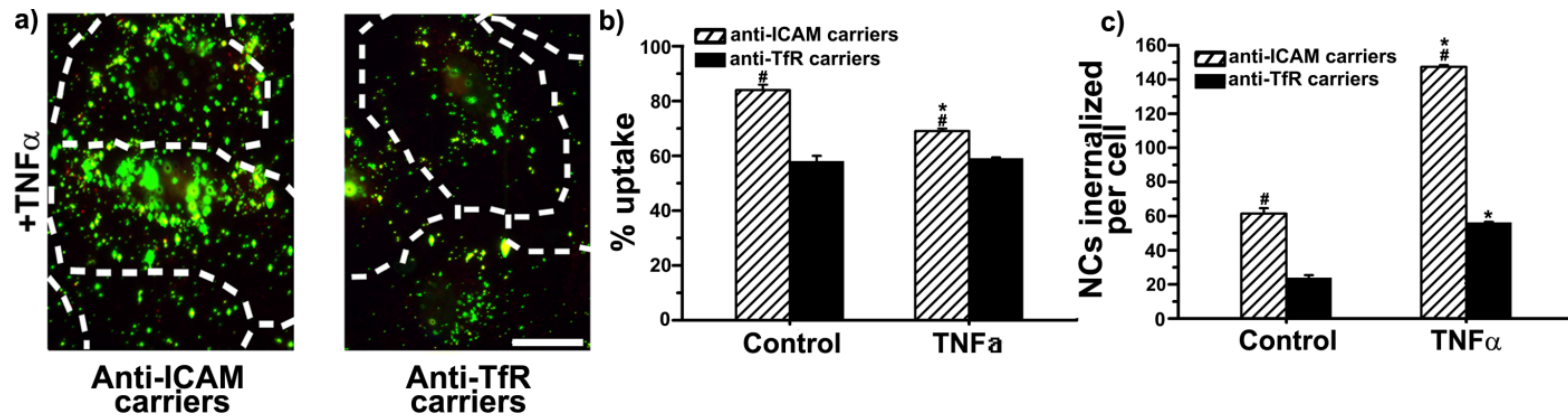 a)
+TNFα
Anti-ICAM
carriers
Anti-TfR
carriers
b)
% uptake
100
80
60
40
20
0
anti-ICAM carriers
anti-TfR carriers
#
*
#
Control
TNFa
c)
NCs inernalized
per cell
160
140
120
100
80
60
40
20
0
anti-ICAM carriers
anti-TfR carriers
#
*
#
*
Control
TNFα